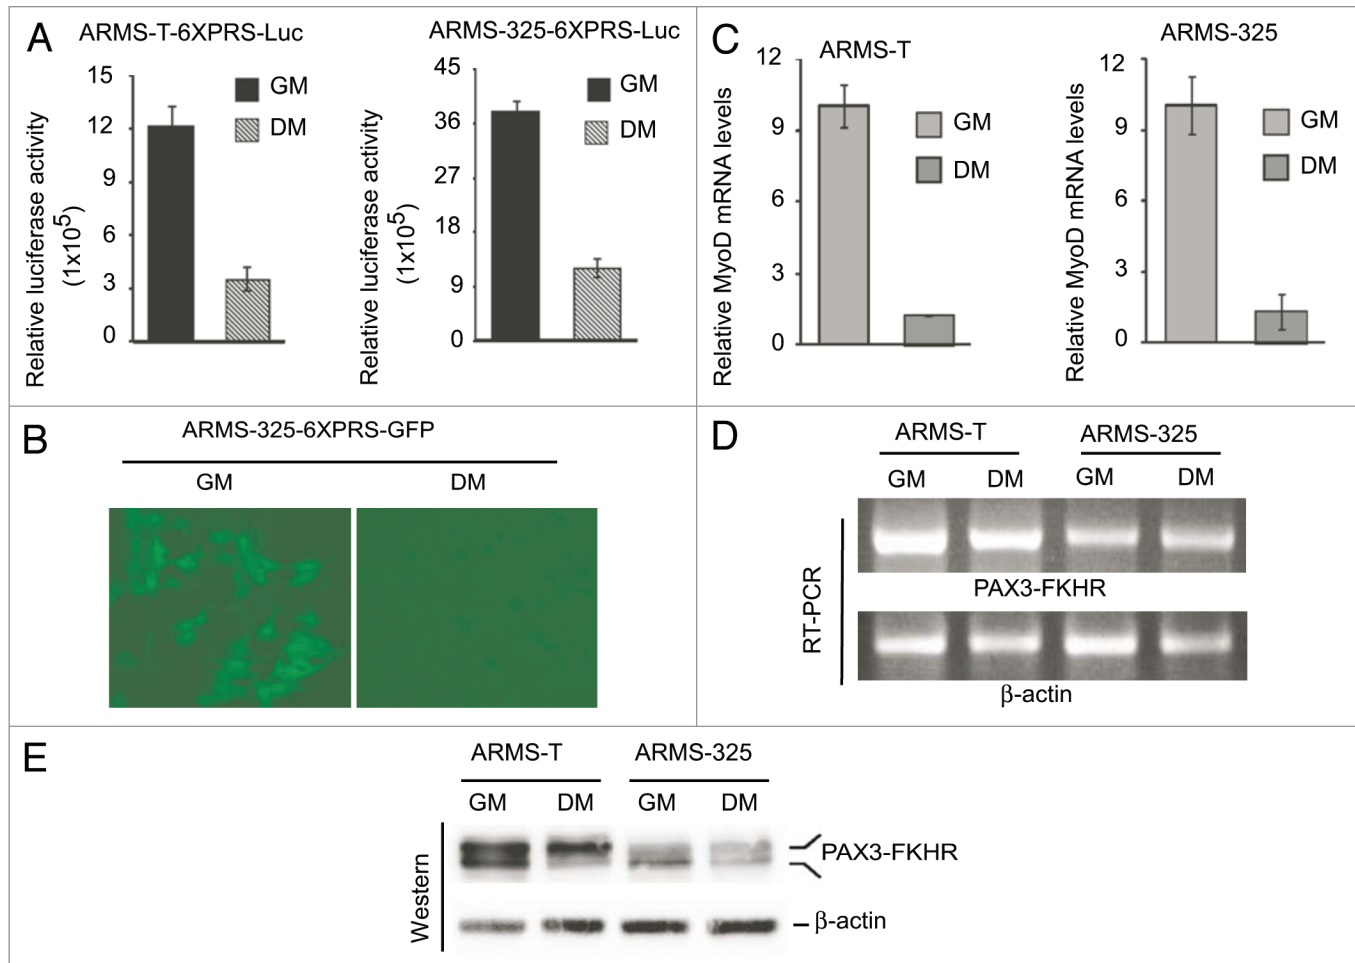 A
ARMS-T-6XPRS-Luc
Relative luciferase activity
(1x10⁵)
15
12
9
6
3
0
GM
DM
ARMS-325-6XPRS-Luc
Relative luciferase activity
(1x10⁵)
45
36
27
18
9
0
GM
DM
C
ARMS-T
Relative MyoD mRNA levels
12
9
6
3
0
GM
DM
ARMS-325
Relative MyoD mRNA levels
12
9
6
3
0
GM
DM
B
ARMS-325-6XPRS-GFP
GM DM
D
ARMS-T ARMS-325
GM DM GM DM
RT-PCR
PAX3-FKHR
β-actin
E
ARMS-T ARMS-325
GM DM GM DM
Western
PAX3-FKHR
β-actin